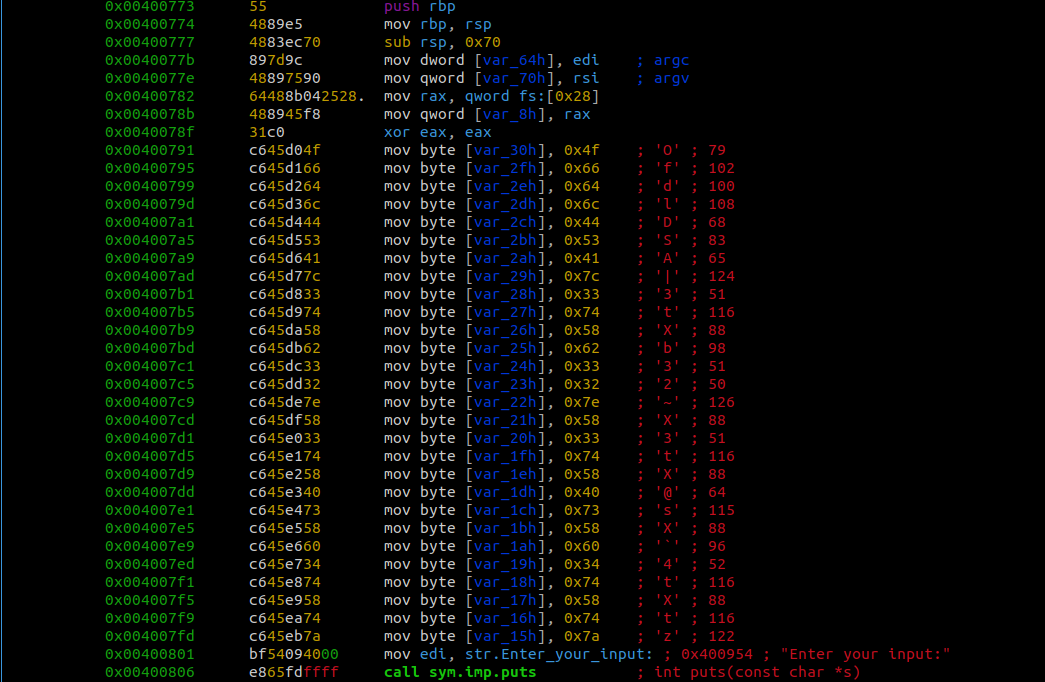 0x00400773 55 push rbp
0x00400774 4889e5 mov rbp, rsp
0x00400777 4883ec70 sub rsp, 0x70
0x0040077b 897d9c mov dword [var_64h], edi ; argc
0x0040077e 48897590 mov qword [var_70h], rsi ; argv
0x00400782 64488b042528. mov rax, qword fs:[0x28]
0x0040078b 488945f8 mov qword [var_8h], rax
0x0040078f 31c0 xor eax, eax
0x00400791 c645d04f mov byte [var_30h], 0x4f ; 'O' ; 79
0x00400795 c645d166 mov byte [var_2fh], 0x66 ; 'f' ; 102
0x00400799 c645d264 mov byte [var_2eh], 0x64 ; 'd' ; 100
0x0040079d c645d36c mov byte [var_2dh], 0x6c ; 'l' ; 108
0x004007a1 c645d444 mov byte [var_2ch], 0x44 ; 'D' ; 68
0x004007a5 c645d553 mov byte [var_2bh], 0x53 ; 'S' ; 83
0x004007a9 c645d641 mov byte [var_2ah], 0x41 ; 'A' ; 65
0x004007ad c645d77c mov byte [var_29h], 0x7c ; '|' ; 124
0x004007b1 c645d833 mov byte [var_28h], 0x33 ; '3' ; 51
0x004007b5 c645d974 mov byte [var_27h], 0x74 ; 't' ; 116
0x004007b9 c645da58 mov byte [var_26h], 0x58 ; 'X' ; 88
0x004007bd c645db62 mov byte [var_25h], 0x62 ; 'b' ; 98
0x004007c1 c645dc33 mov byte [var_24h], 0x33 ; '3' ; 51
0x004007c5 c645dd32 mov byte [var_23h], 0x32 ; '2' ; 50
0x004007c9 c645de7e mov byte [var_22h], 0x7e ; '~' ; 126
0x004007cd c645df58 mov byte [var_21h], 0x58 ; 'X' ; 88
0x004007d1 c645e033 mov byte [var_20h], 0x33 ; '3' ; 51
0x004007d5 c645e174 mov byte [var_1fh], 0x74 ; 't' ; 116
0x004007d9 c645e258 mov byte [var_1eh], 0x58 ; 'X' ; 88
0x004007dd c645e340 mov byte [var_1dh], 0x40 ; '@' ; 64
0x004007e1 c645e473 mov byte [var_1ch], 0x73 ; 's' ; 115
0x004007e5 c645e558 mov byte [var_1bh], 0x58 ; 'X' ; 88
0x004007e9 c645e660 mov byte [var_1ah], 0x60 ; '`' ; 96
0x004007ed c645e734 mov byte [var_19h], 0x34 ; '4' ; 52
0x004007f1 c645e874 mov byte [var_18h], 0x74 ; 't' ; 116
0x004007f5 c645e958 mov byte [var_17h], 0x58 ; 'X' ; 88
0x004007f9 c645ea74 mov byte [var_16h], 0x74 ; 't' ; 116
0x004007fd c645eb7a mov byte [var_15h], 0x7a ; 'z' ; 122
0x00400801 bf54094000 mov edi, str.Enter_your_input: ; 0x400954 ; "Enter your input:"
0x00400806 e865fdffff call sym.imp.puts ; int puts(const char *s)